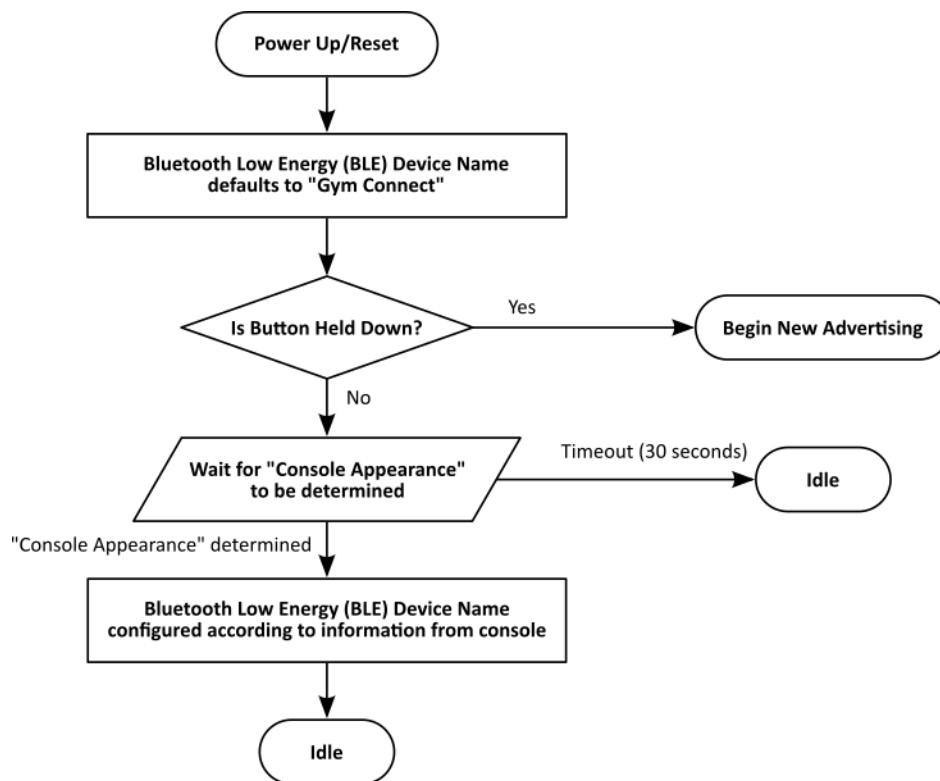 Power Up/Reset
Bluetooth Low Energy (BLE) Device Name
defaults to "Gym Connect"
Is Button Held Down?
Yes
Begin New Advertising
No
Wait for "Console Appearance"
to be determined
Timeout (30 seconds)
Idle
"Console Appearance" determined
Bluetooth Low Energy (BLE) Device Name
configured according to information from console
Idle